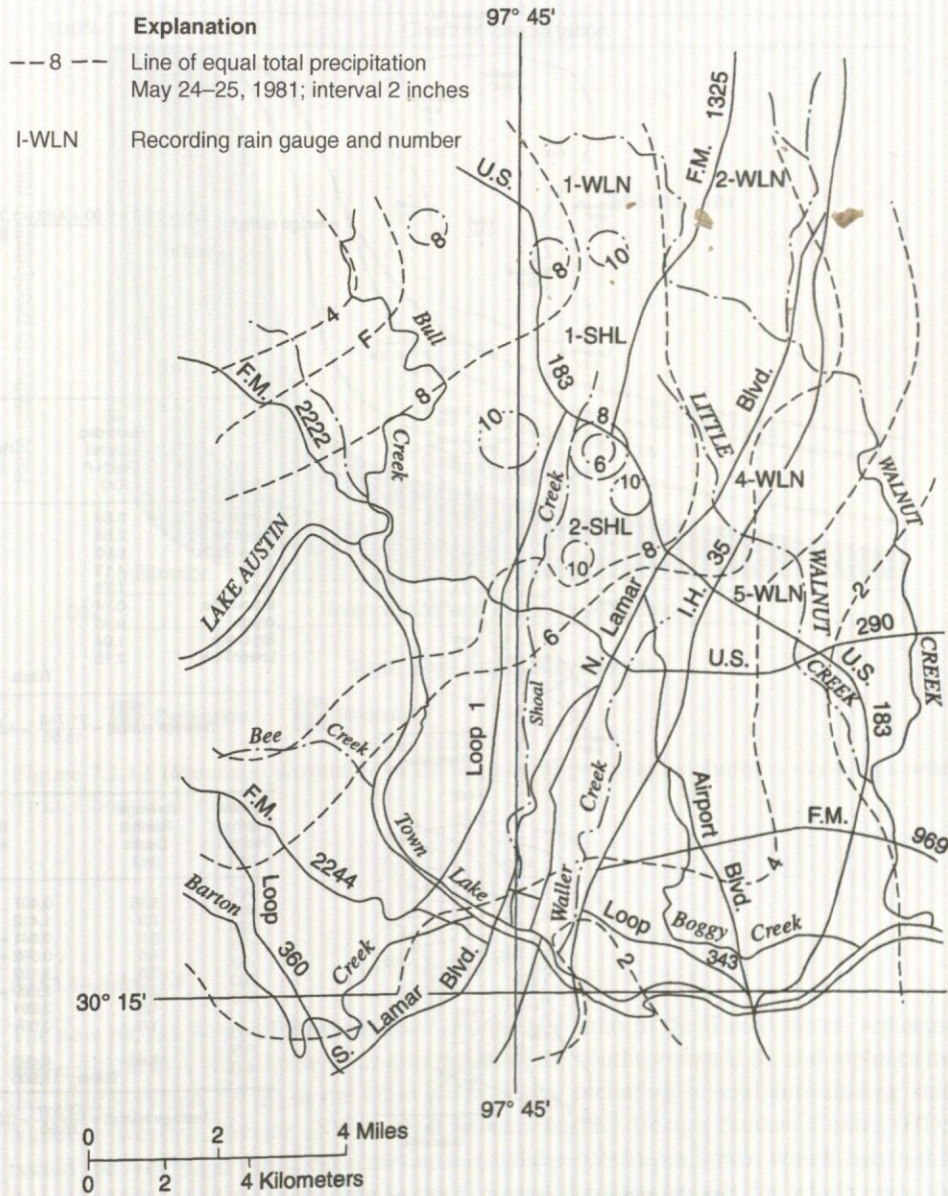 97° 45'
Explanation
8
Line of equal total precipitation
May 24–25, 1981; interval 2 inches
I-WLN
Recording rain gauge and number
F.M. 1325
U.S.
1-WLN
2-WLN
8
8
10
4
F
Bull
1-SHL
183
F.M.
2222
8
8
LITTLE
Blvd.
10
6
10
Creek
Creek
4-WLN
WALNUT
2-SHL
35
LAKE AUSTIN
10
8
WALNUT
5-WLN
2
Lamar
I.H.
290
6
N.
U.S.
CREEK
U.S.
CREEK
183
Shoal
Bee
Creek
Loop 1
Creek
Airport
F.M.
Town
F.M.
969
2244
Lake
4
Barton
Loop
Waller
Blvd.
Loop
Boggy
Creek
Creek
360
Blvd.
2
343
30° 15'
Lamar
S.
97° 45'
0
2
4 Miles
0
2
4 Kilometers